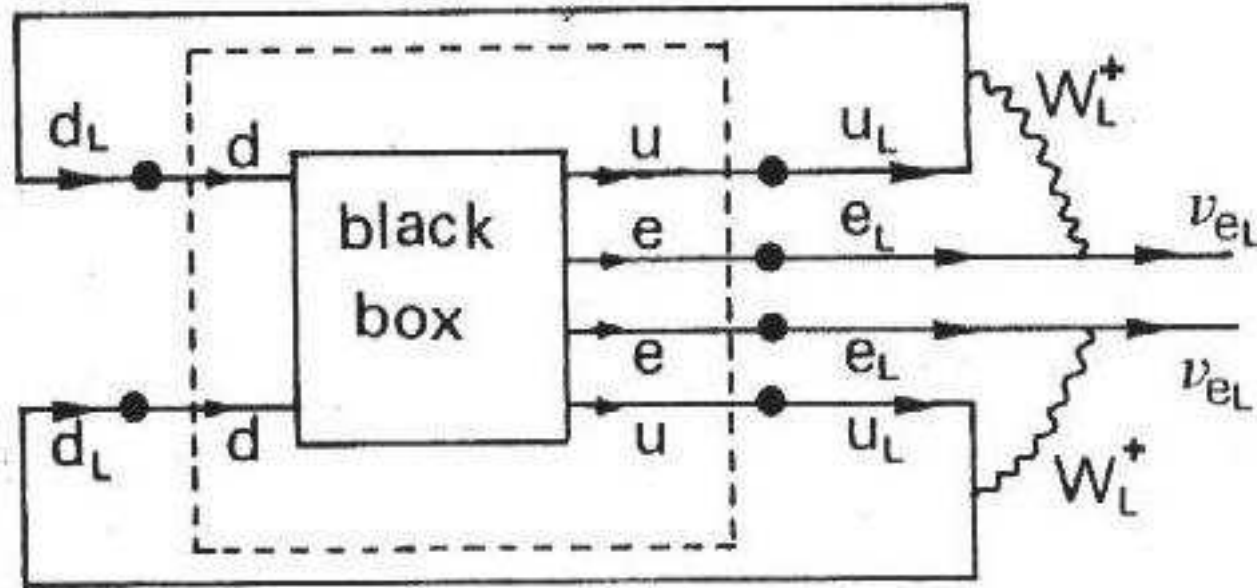 W_L^+
d_L d u u_L
black e e_L ν_eL
box e e_L ν_eL
d_L d u u_L
W_L^+